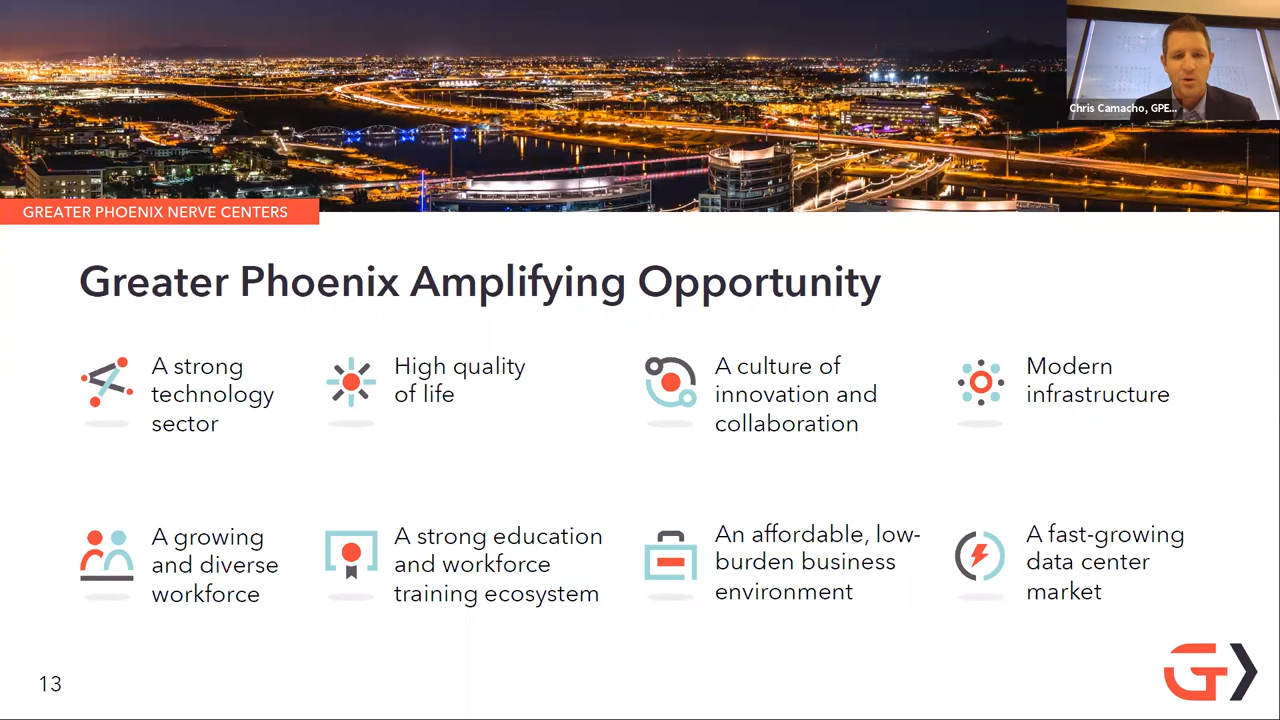 Chris Camacho, GPE...
GREATER PHOENIX NERVE CENTERS
Greater Phoenix Amplifying Opportunity
A strong
technology
sector
High quality
of life
A culture of
innovation and
collaboration
Modern
infrastructure
A growing
and diverse
workforce
A strong education
and workforce
training ecosystem
An affordable, low-
burden business
environment
A fast-growing
data center
market
13